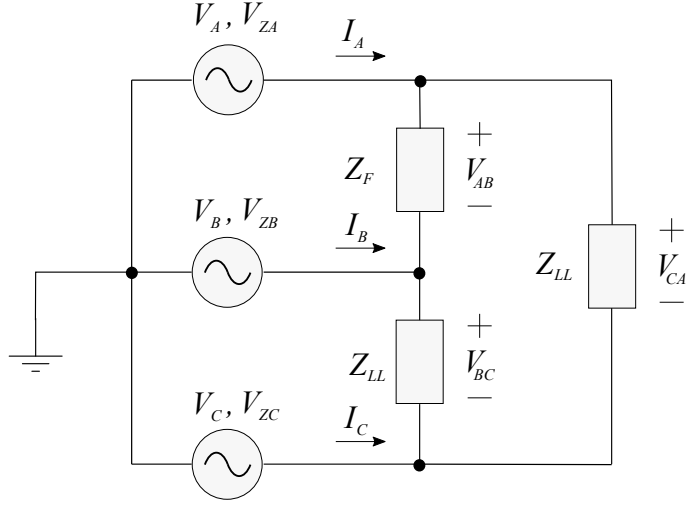 V_A, V_ZA
I_A
+
Z_F
V_AB
—
V_B, V_ZB
I_B
Z_LL
+
V_CA
—
+
Z_LL
V_BC
—
V_C, V_ZC
I_C